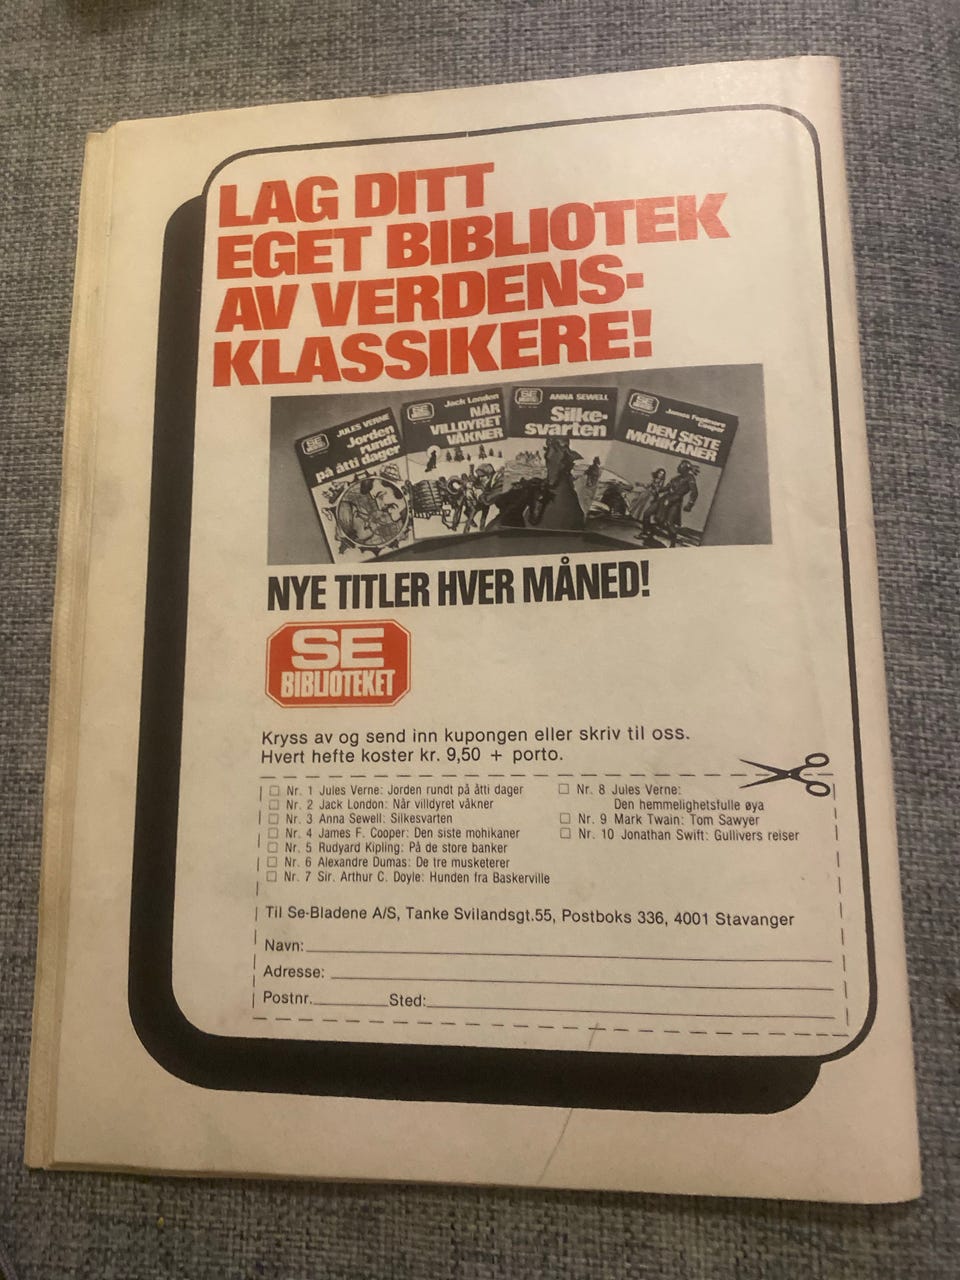 LAG DITT
EGET BIBLIOTEK
AV VERDENS-
KLASSIKERE!
SE
JULES VERNE
Jorden
rundt
på åtti dager
SE
Jack London
NÅR
VILLDYRET
VÅKNER
SE
ANNA SEWELL
Silke-
svarten
SE
James Fenimore
Cooper
DEN SISTE
MOHIKANER
NYE TITLER HVER MÅNED!
SE
BIBLIOTEKET
Kryss av og send inn kupongen eller skriv til oss.
Hvert hefte koster kr. 9,50 + porto.
Nr. 1 Jules Verne: Jorden rundt på åtti dager
Nr. 2 Jack London: Når villdyret våkner
Nr. 3 Anna Sewell: Silkesvarten
Nr. 4 James F. Cooper: Den siste mohikaner
Nr. 5 Rudyard Kipling: På de store banker
Nr. 6 Alexandre Dumas: De tre musketerer
Nr. 7 Sir. Arthur C. Doyle: Hunden fra Baskerville
Nr. 8 Jules Verne:
Den hemmelighetsfulle øya
Nr. 9 Mark Twain: Tom Sawyer
Nr. 10 Jonathan Swift: Gullivers reiser
Til Se-Bladene A/S, Tanke Svilandsgt.55, Postboks 336, 4001 Stavanger
Navn:
Adresse:
Postnr. Sted: